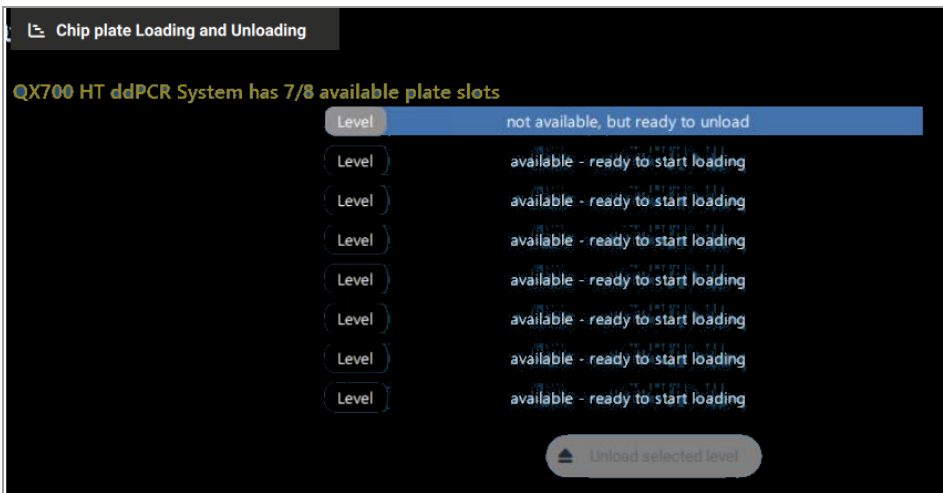 Chip plate Loading and Unloading
QX700 HT ddPCR System has 7/8 available plate slots
Level not available, but ready to unload
Level available - ready to start loading
Level available - ready to start loading
Level available - ready to start loading
Level available - ready to start loading
Level available - ready to start loading
Level available - ready to start loading
Level available - ready to start loading
Unload selected level